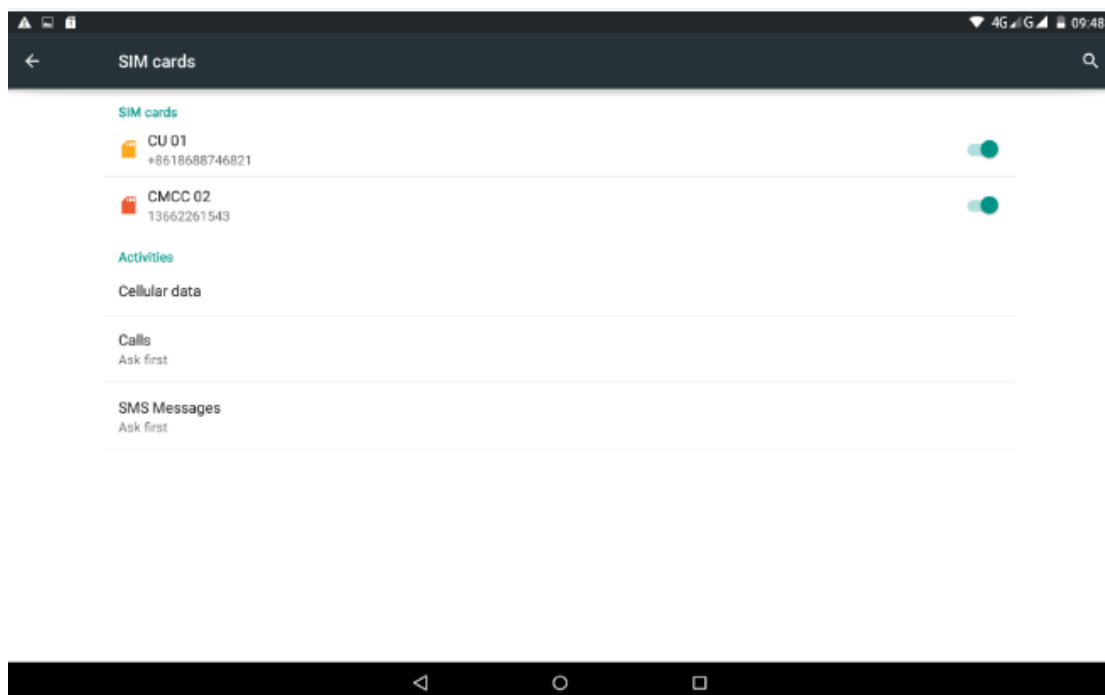 4G G 09:48
SIM cards
SIM cards
CU 01
+8618688746821
CMCC 02
13662261543
Activities
Cellular data
Calls
Ask first
SMS Messages
Ask first